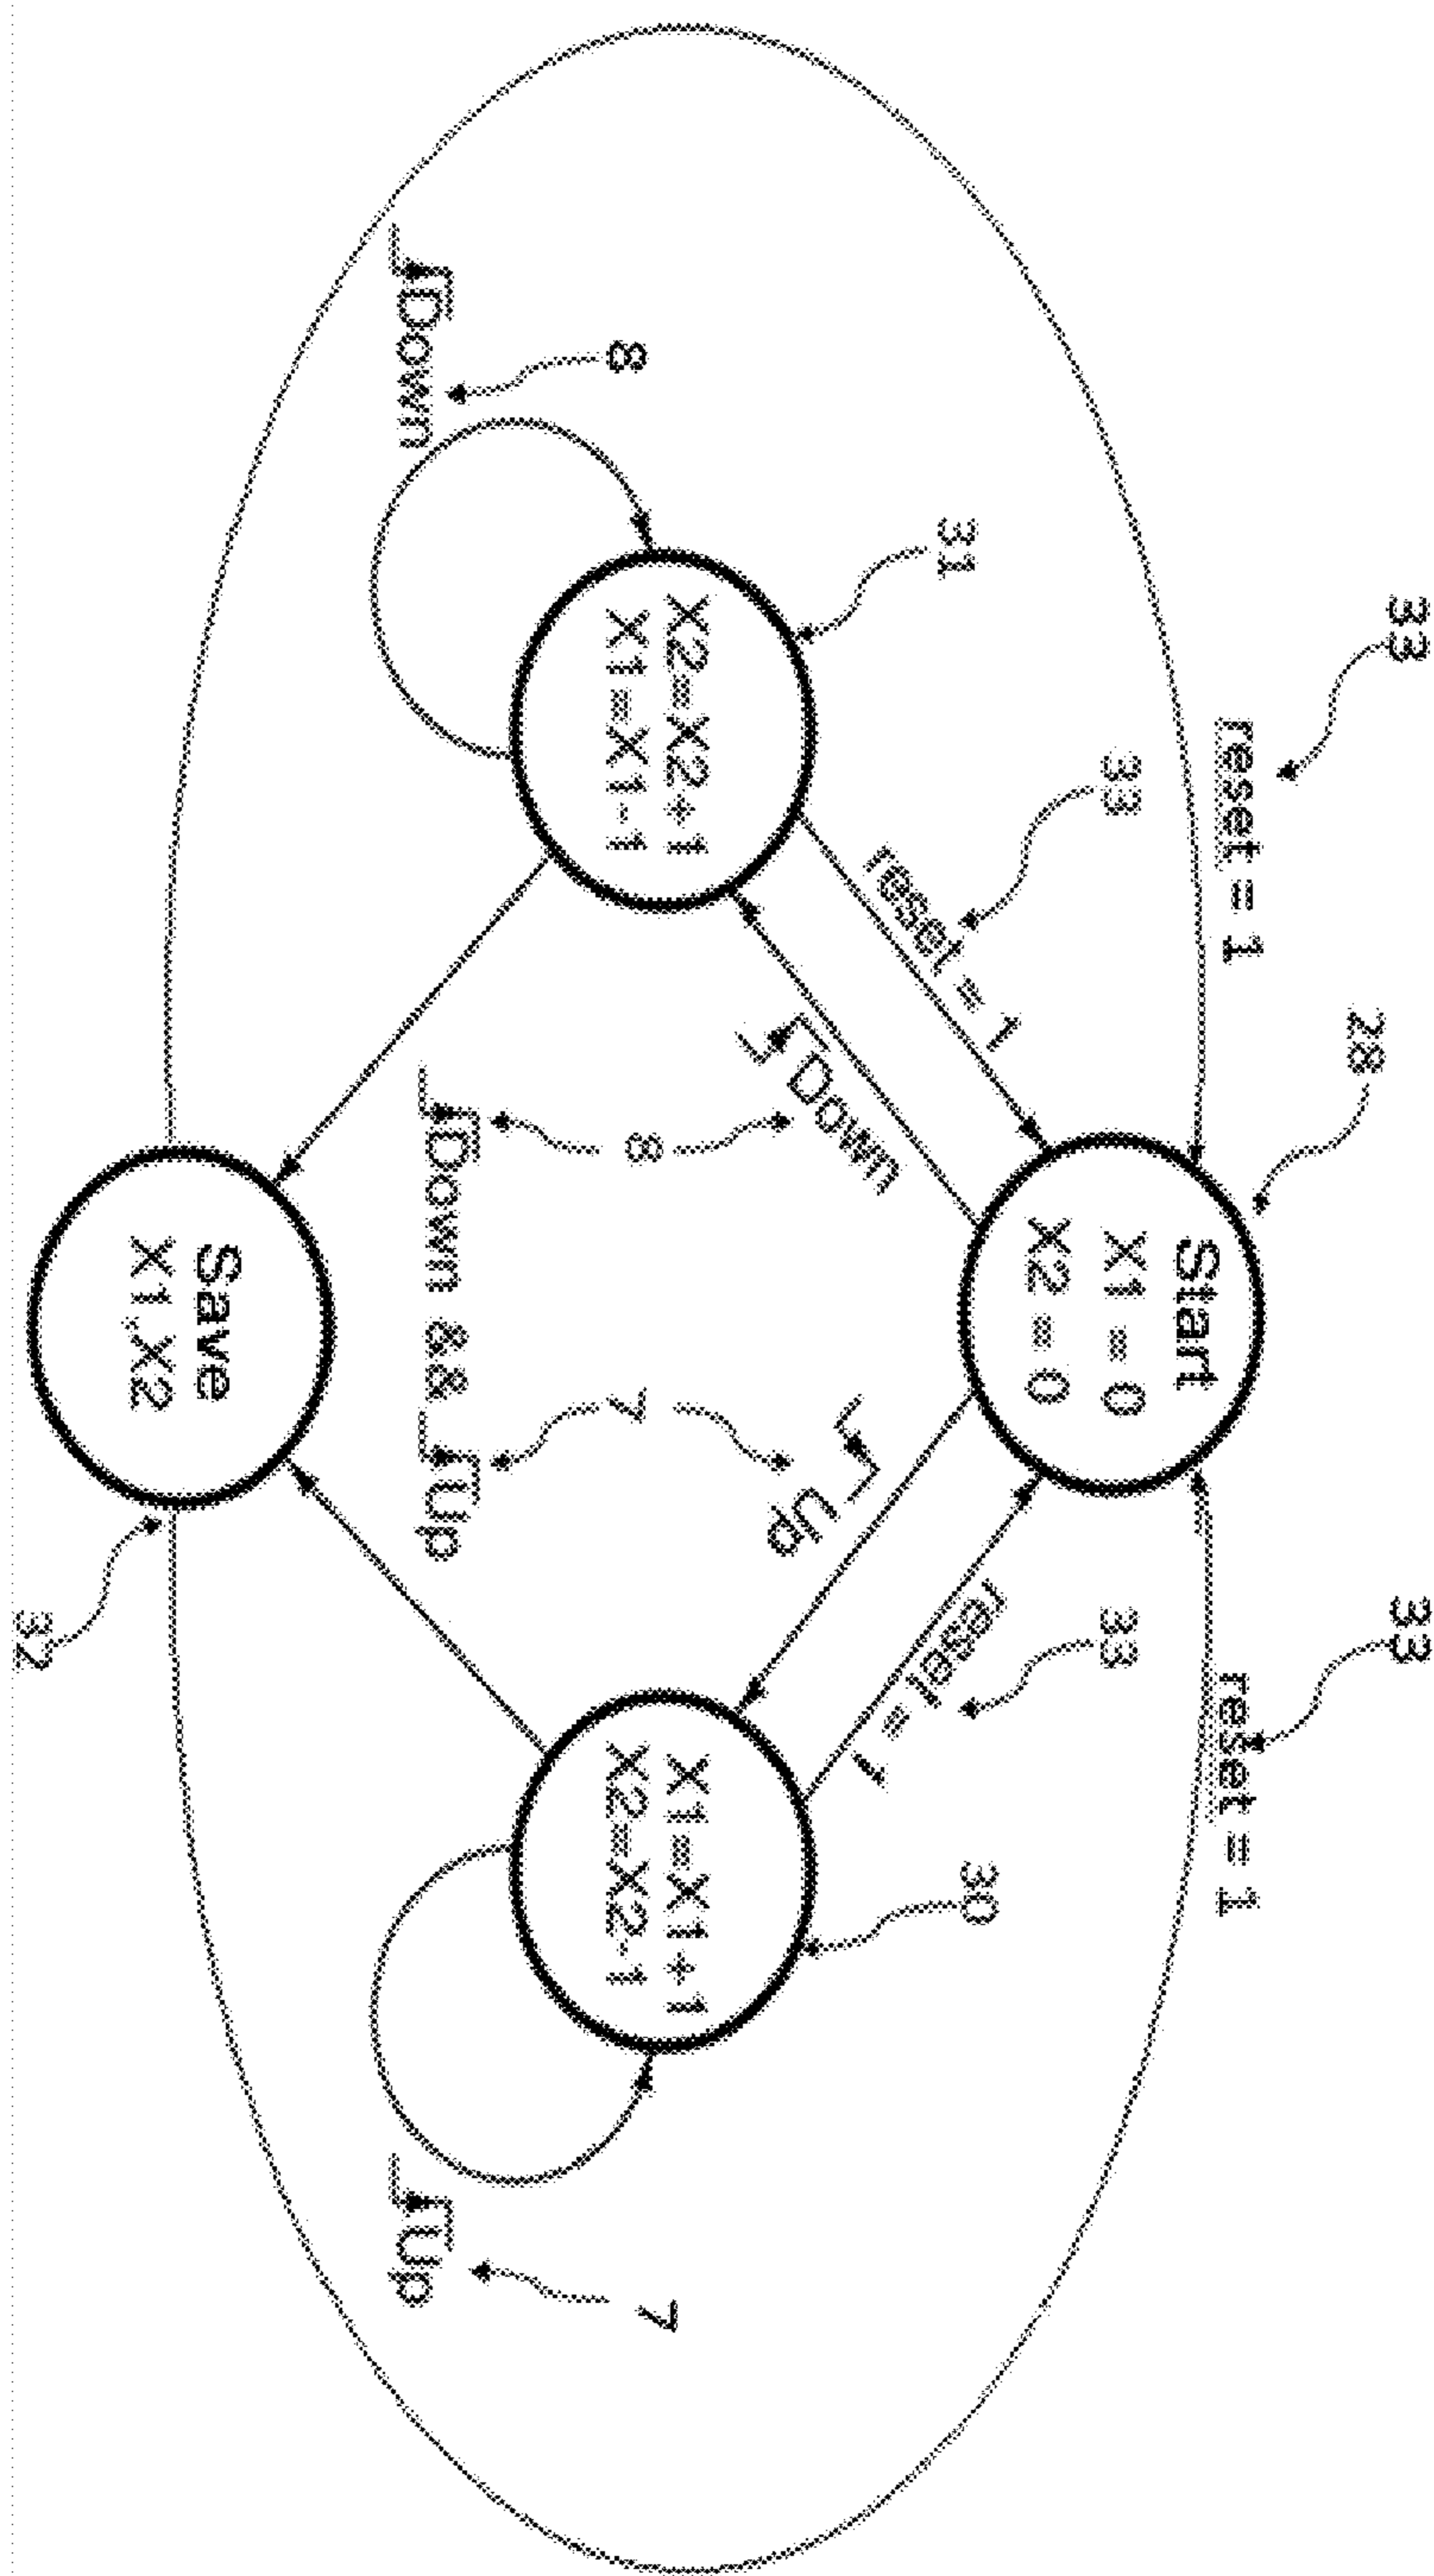 33
reset = 1
28
33
reset = 1
33
reset = 1
Start
X1 = 0
X2 = 0
33
reset = 1
31
30
X2=X2+1
X1=X1-1
Down
Up
X1=X1+1
X2=X2-1
8
8
7
7
Down
Down && Up
Up
Save
X1,X2
32